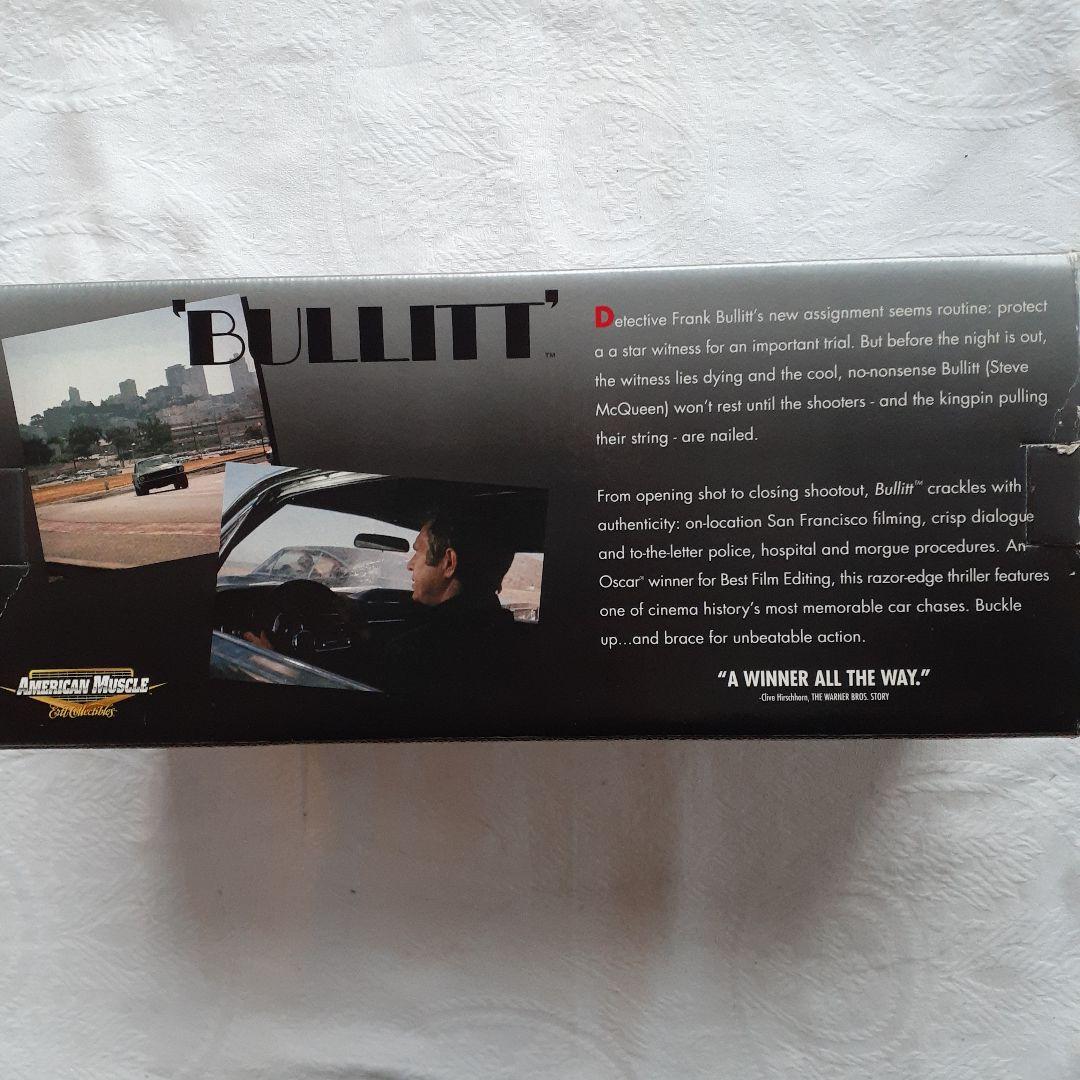 'BULLITT'™
Detective Frank Bullitt's new assignment seems routine: protect
a a star witness for an important trial. But before the night is out,
the witness lies dying and the cool, no-nonsense Bullitt (Steve
McQueen) won't rest until the shooters - and the kingpin pulling
their string - are nailed.
From opening shot to closing shootout, Bullitt™ crackles with
authenticity: on-location San Francisco filming, crisp dialogue
and to-the-letter police, hospital and morgue procedures. An
Oscar® winner for Best Film Editing, this razor-edge thriller features
one of cinema history's most memorable car chases. Buckle
up...and brace for unbeatable action.
"A WINNER ALL THE WAY."
-Clive Hirschhorn, THE WARNER BROS. STORY
AMERICAN MUSCLE
Ertl Collectibles